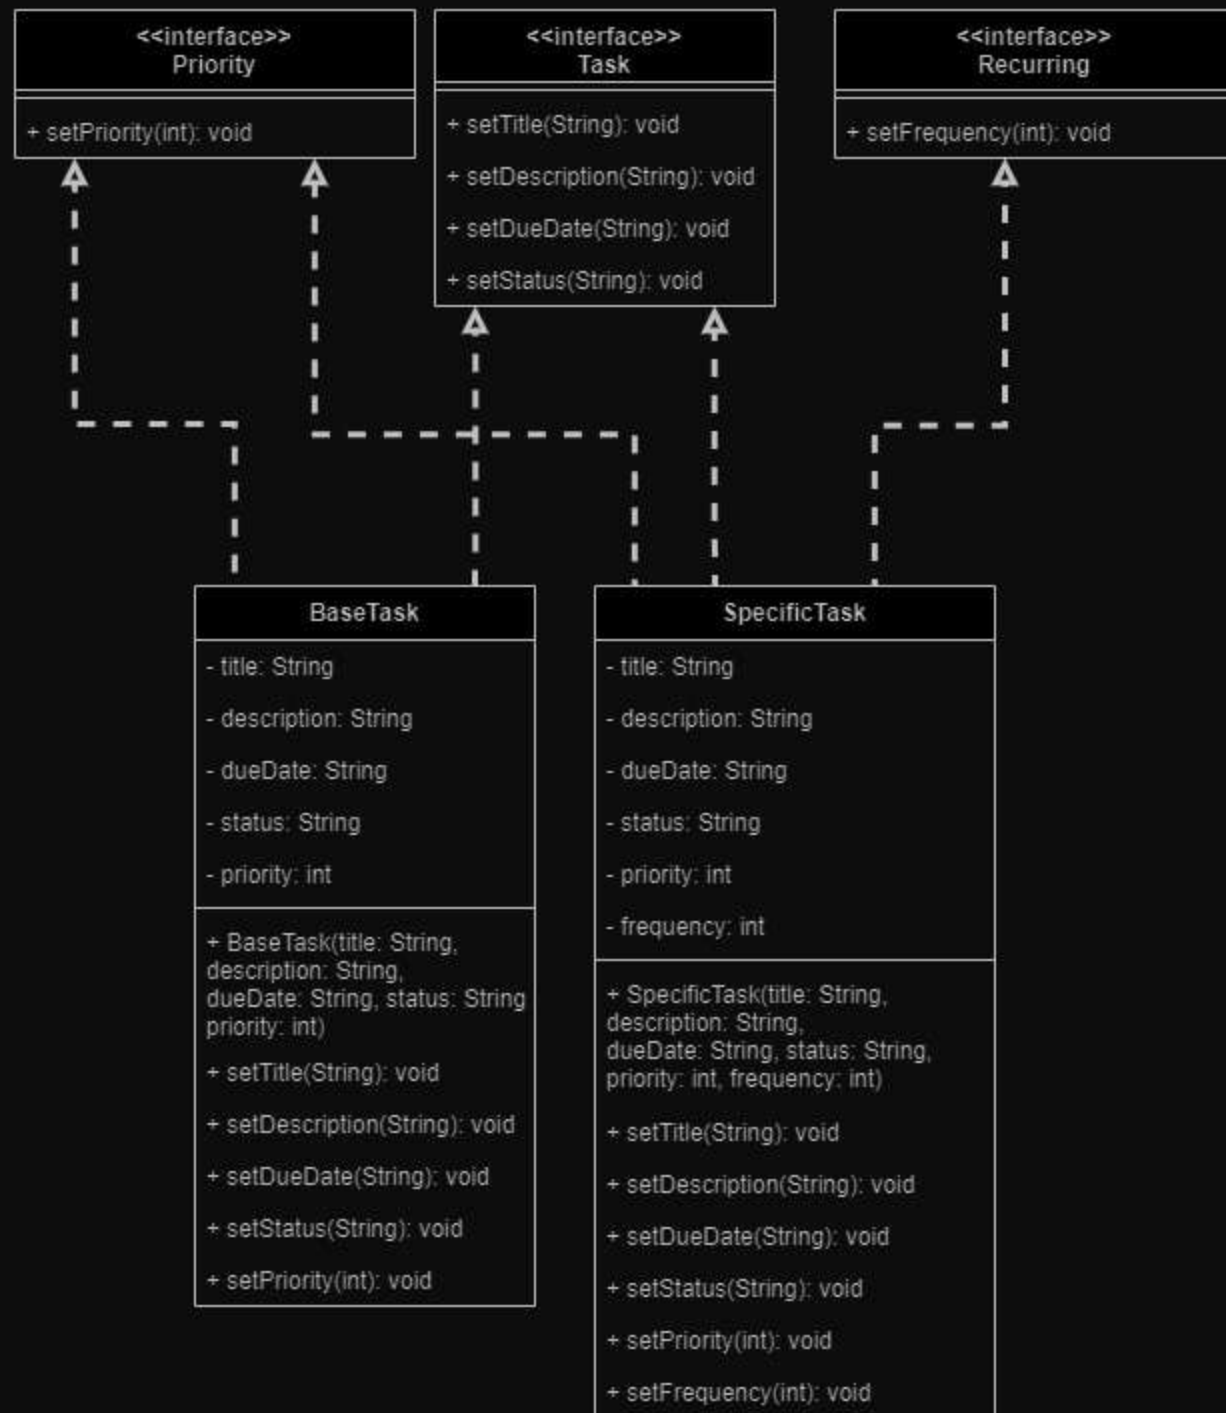 <<interface>>
Priority
+ setPriority(int): void
<<interface>>
Task
+ setTitle(String): void
+ setDescription(String): void
+ setDueDate(String): void
+ setStatus(String): void
<<interface>>
Recurring
+ setFrequency(int): void
BaseTask
- title: String
- description: String
- dueDate: String
- status: String
- priority: int
+ BaseTask(title: String,
description: String,
dueDate: String, status: String
priority: int)
+ setTitle(String): void
+ setDescription(String): void
+ setDueDate(String): void
+ setStatus(String): void
+ setPriority(int): void
SpecificTask
- title: String
- description: String
- dueDate: String
- status: String
- priority: int
- frequency: int
+ SpecificTask(title: String,
description: String,
dueDate: String, status: String,
priority: int, frequency: int)
+ setTitle(String): void
+ setDescription(String): void
+ setDueDate(String): void
+ setStatus(String): void
+ setPriority(int): void
+ setFrequency(int): void